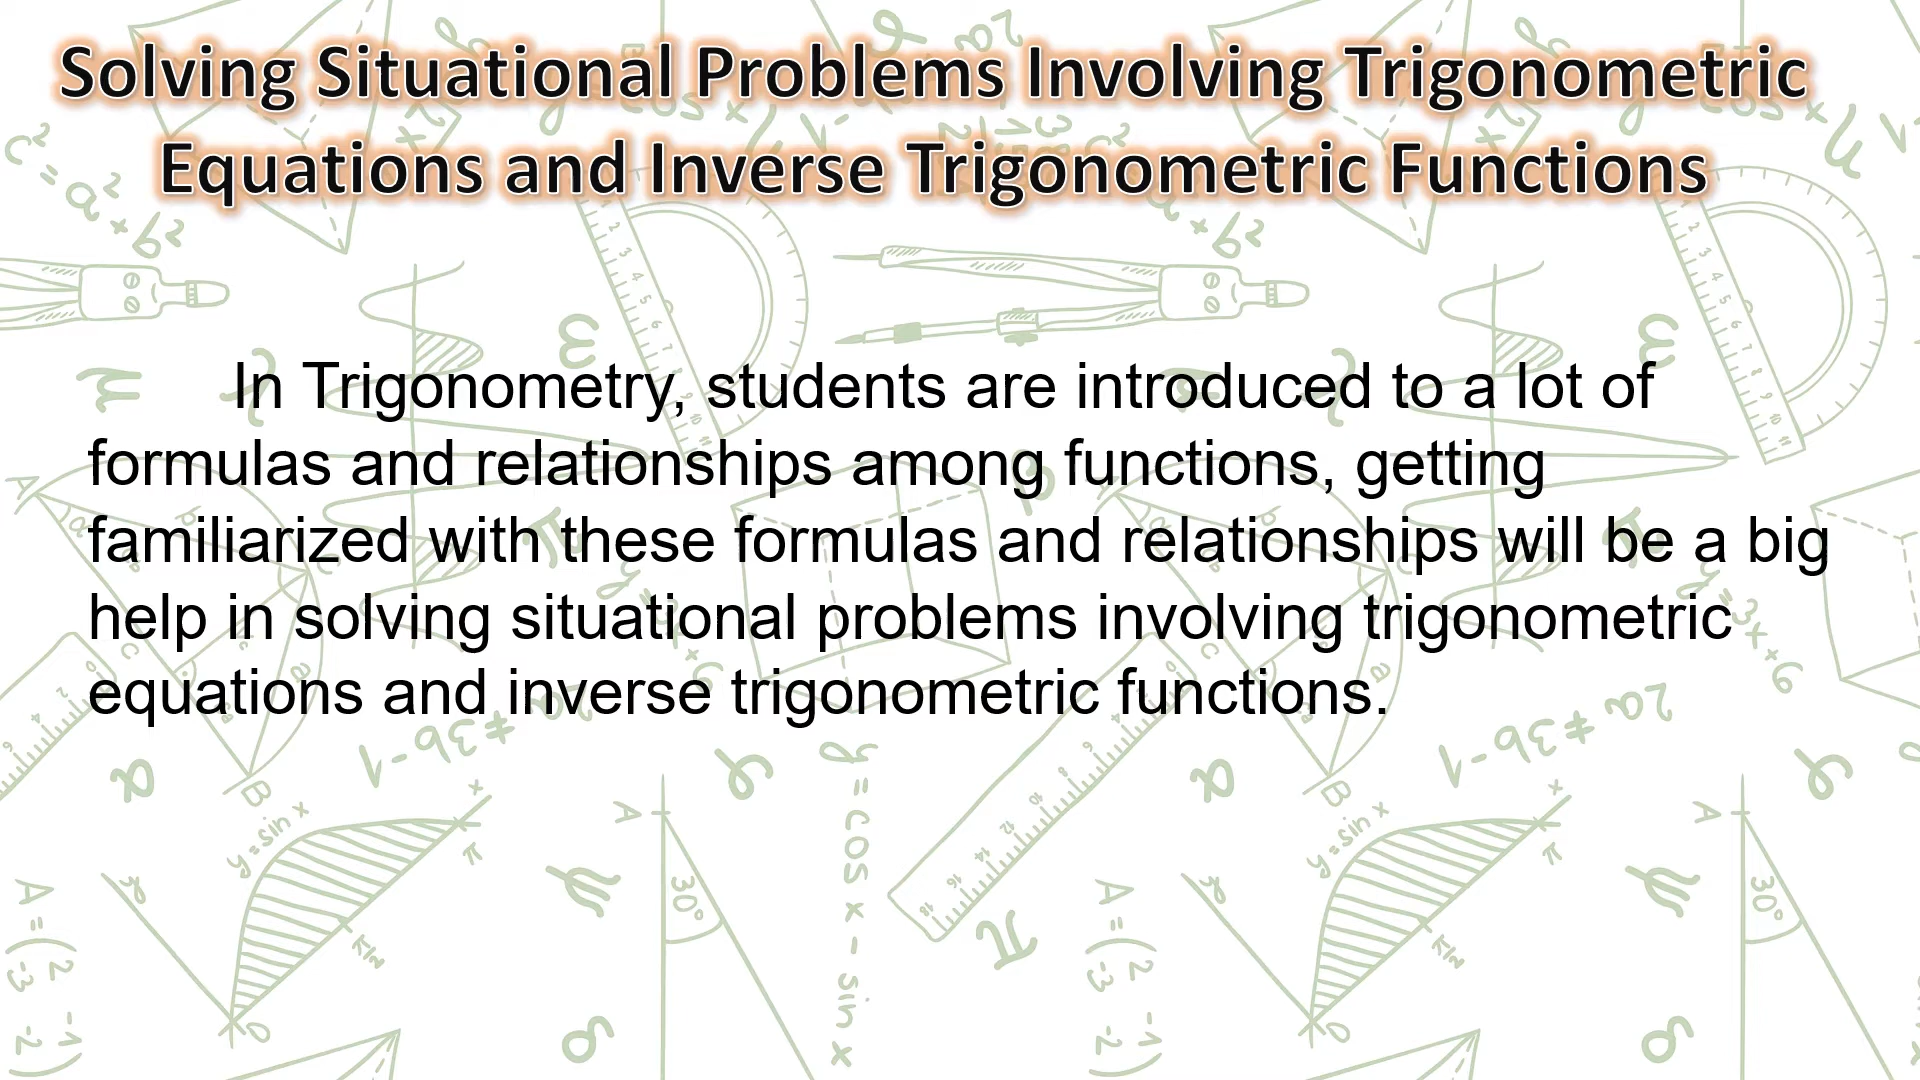 Solving Situational Problems Involving Trigonometric
Equations and Inverse Trigonometric Functions
In Trigonometry, students are introduced to a lot of
formulas and relationships among functions, getting
familiarized with these formulas and relationships will be a big
help in solving situational problems involving trigonometric
equations and inverse trigonometric functions.